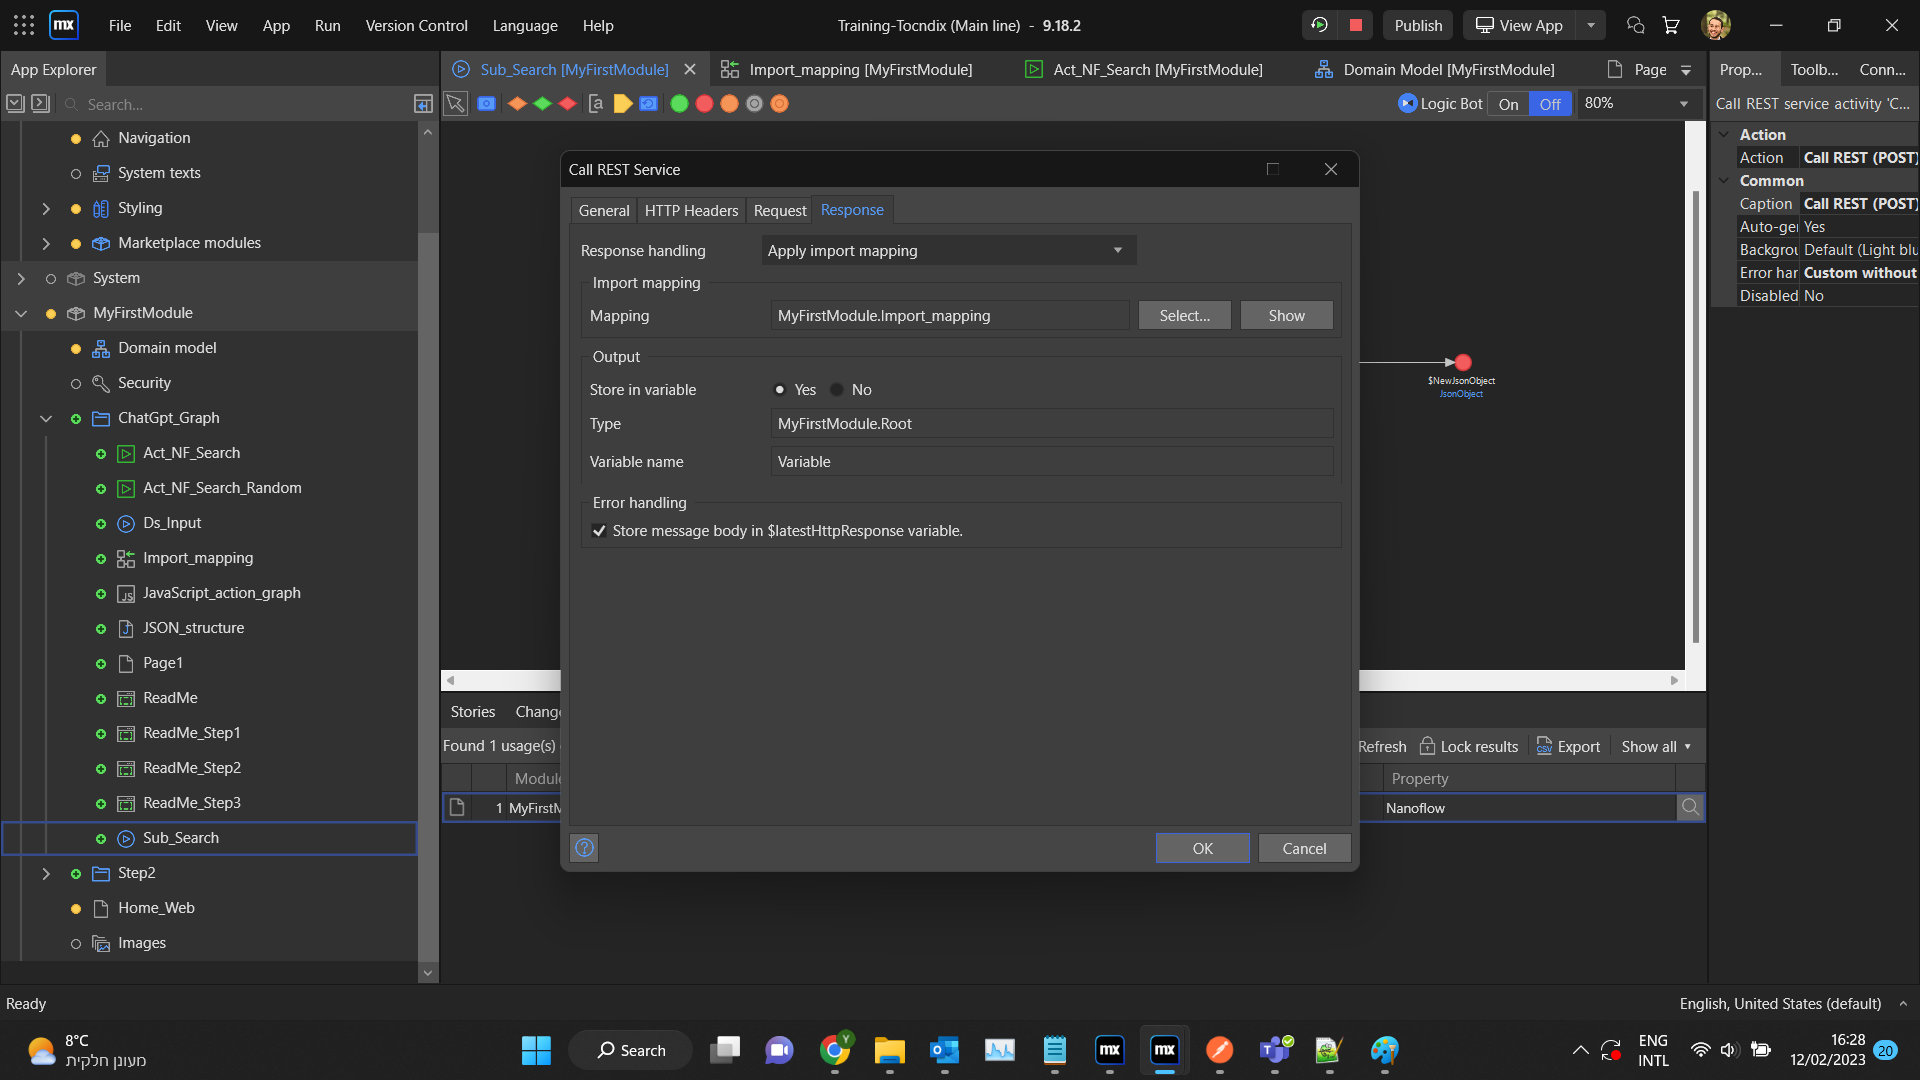 mx File Edit View App Run Version Control Language Help Training-Tocndix (Main line) - 9.18.2 Publish View App
App Explorer
Search...
Navigation
System texts
Styling
Marketplace modules
System
MyFirstModule
Domain model
Security
ChatGpt_Graph
Act_NF_Search
Act_NF_Search_Random
Ds_Input
Import_mapping
JavaScript_action_graph
JSON_structure
Page1
ReadMe
ReadMe_Step1
ReadMe_Step2
ReadMe_Step3
Sub_Search
Step2
Home_Web
Images
Sub_Search [MyFirstModule] Import_mapping [MyFirstModule] Act_NF_Search [MyFirstModule] Domain Model [MyFirstModule] Page
Logic Bot On Off 80%
Call REST Service
General HTTP Headers Request Response
Response handling Apply import mapping
Import mapping
Mapping MyFirstModule.Import_mapping Select... Show
Output
Store in variable Yes No
Type MyFirstModule.Root
Variable name Variable
Error handling
Store message body in $latestHttpResponse variable.
OK Cancel
$NewJsonObject
JsonObject
Stories Change
Found 1 usage(s) Refresh Lock results CSV Export Show all
Module Property
1 MyFirstM Nanoflow
Prop... Toolb... Conn...
Call REST service activity 'C...
Action
Action Call REST (POST)
Common
Caption Call REST (POST)
Auto-ger Yes
Backgrou Default (Light blu
Error har Custom without
Disabled No
Ready English, United States (default)
8°C
מעונן חלקית
Search
ENG
INTL
16:28
12/02/2023
20